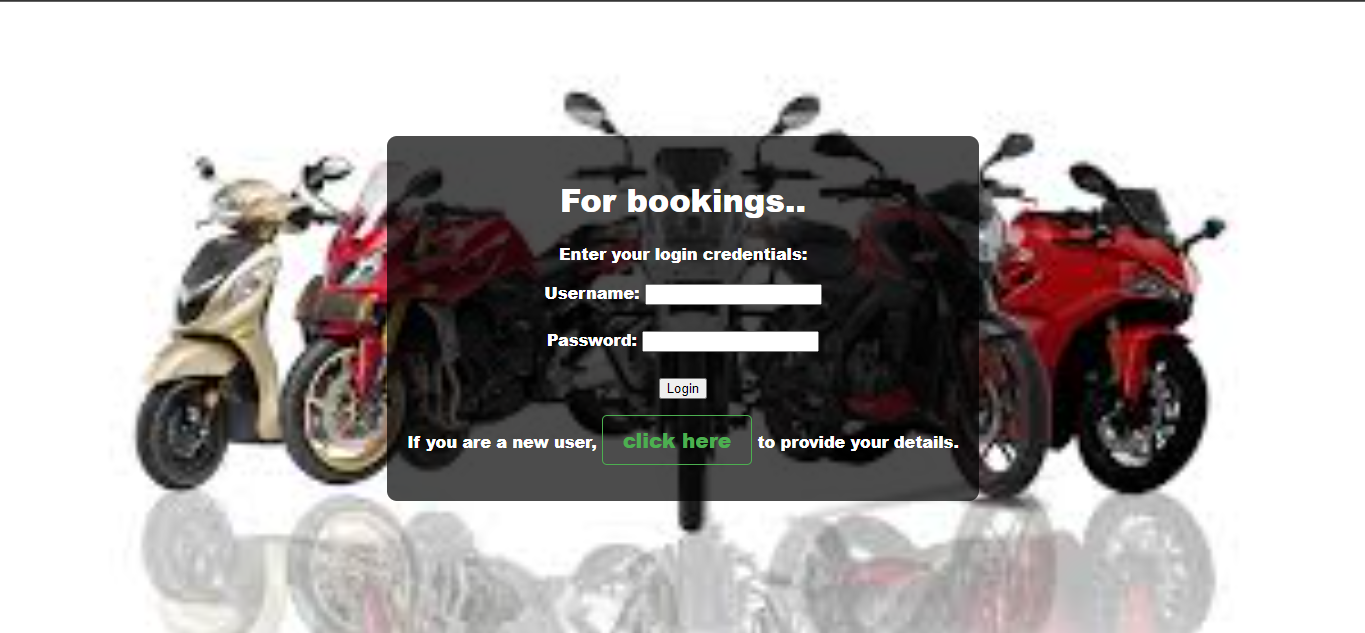 For bookings..
Enter your login credentials:
Username:
Password:
Login
If you are a new user, click here to provide your details.